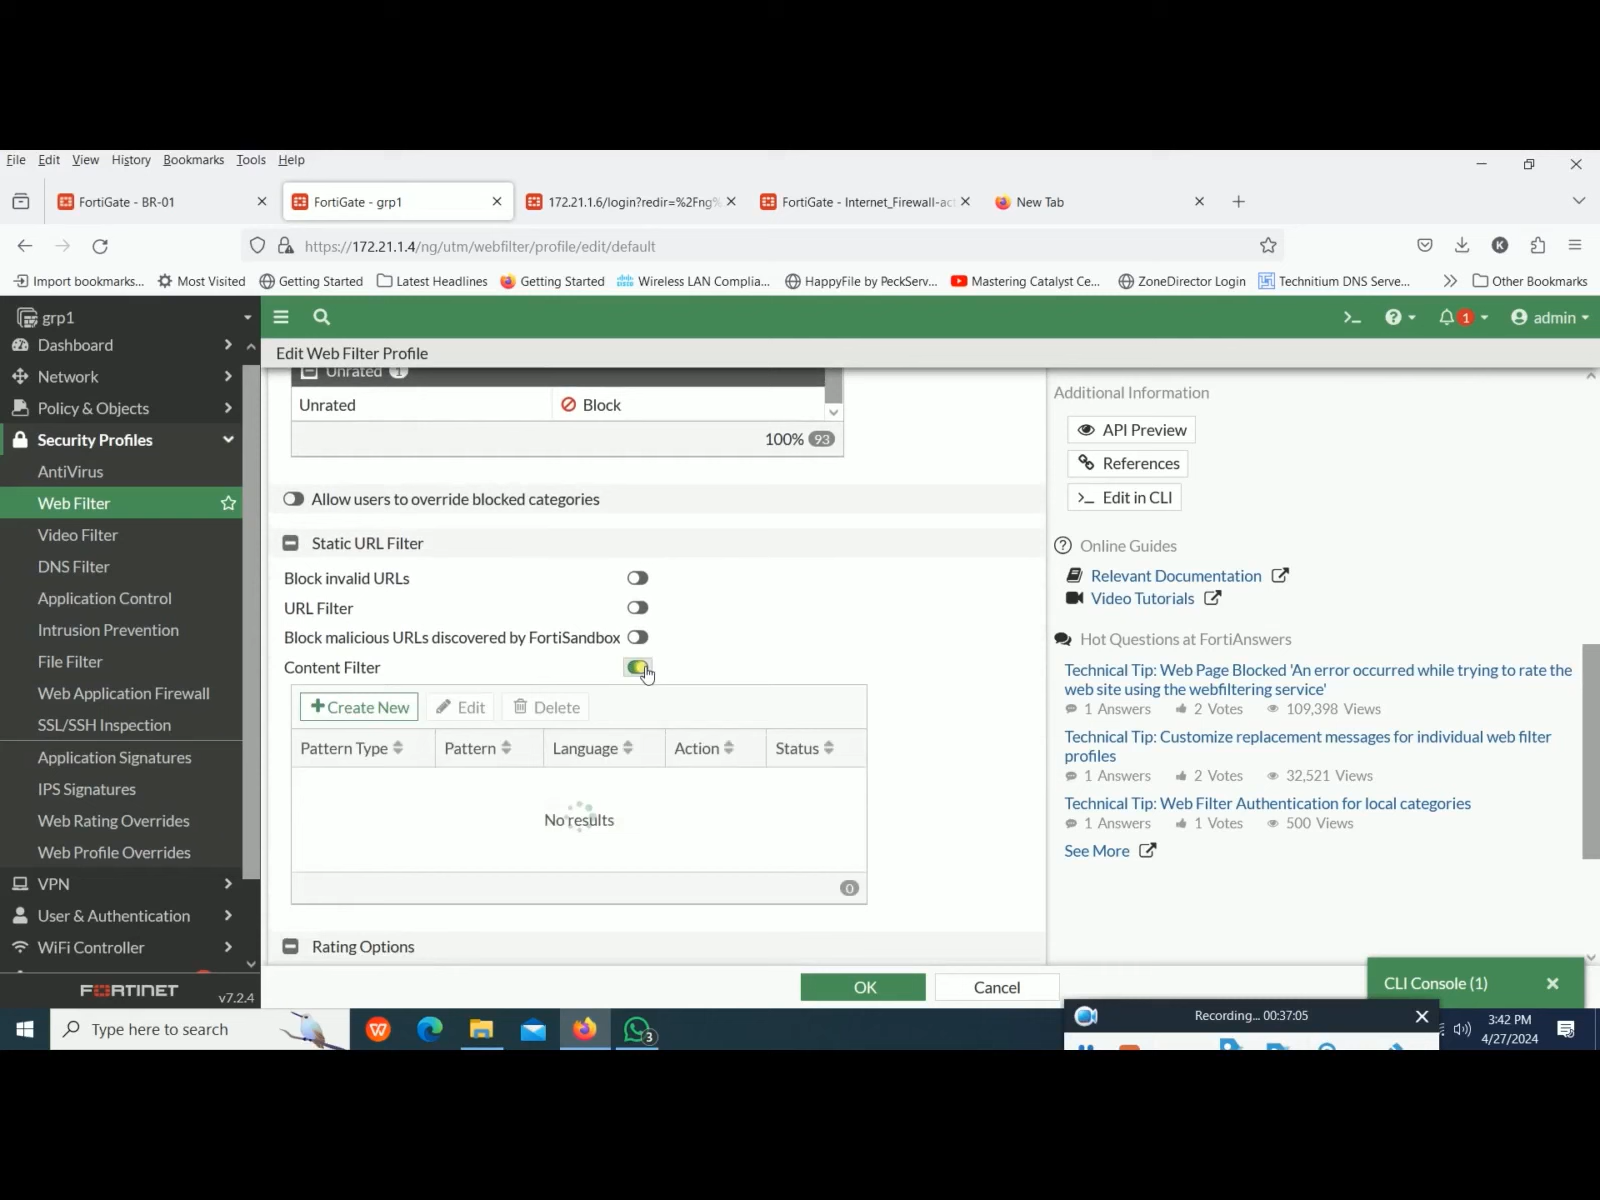 File Edit View History Bookmarks Tools Help
FortiGate - BR-01
FortiGate - grp1
172.21.1.6/login?redir=%2Fng%
FortiGate - Internet_Firewall-ac
New Tab
https://172.21.1.4/ng/utm/webfilter/profile/edit/default
K
Import bookmarks... Most Visited Getting Started Latest Headlines Getting Started Wireless LAN Complia... HappyFile by PeckServ... Mastering Catalyst Ce... ZoneDirector Login Technitium DNS Serve... Other Bookmarks
grp1
1
admin
Dashboard
Network
Policy & Objects
Security Profiles
AntiVirus
Web Filter
Video Filter
DNS Filter
Application Control
Intrusion Prevention
File Filter
Web Application Firewall
SSL/SSH Inspection
Application Signatures
IPS Signatures
Web Rating Overrides
Web Profile Overrides
VPN
User & Authentication
WiFi Controller
FORTINET
v7.2.4
Edit Web Filter Profile
Unrated 1
Unrated Block
100% 93
Allow users to override blocked categories
Static URL Filter
Block invalid URLs
URL Filter
Block malicious URLs discovered by FortiSandbox
Content Filter
Create New Edit Delete
Pattern Type Pattern Language Action Status
No results
0
Rating Options
OK Cancel
Additional Information
API Preview
References
>_ Edit in CLI
Online Guides
Relevant Documentation
Video Tutorials
Hot Questions at FortiAnswers
Technical Tip: Web Page Blocked 'An error occurred while trying to rate the
web site using the webfiltering service'
1 Answers 2 Votes 109,398 Views
Technical Tip: Customize replacement messages for individual web filter
profiles
1 Answers 2 Votes 32,521 Views
Technical Tip: Web Filter Authentication for local categories
1 Answers 1 Votes 500 Views
See More
CLI Console (1)
Type here to search
W
3
Recording... 00:37:05
3:42 PM
4/27/2024